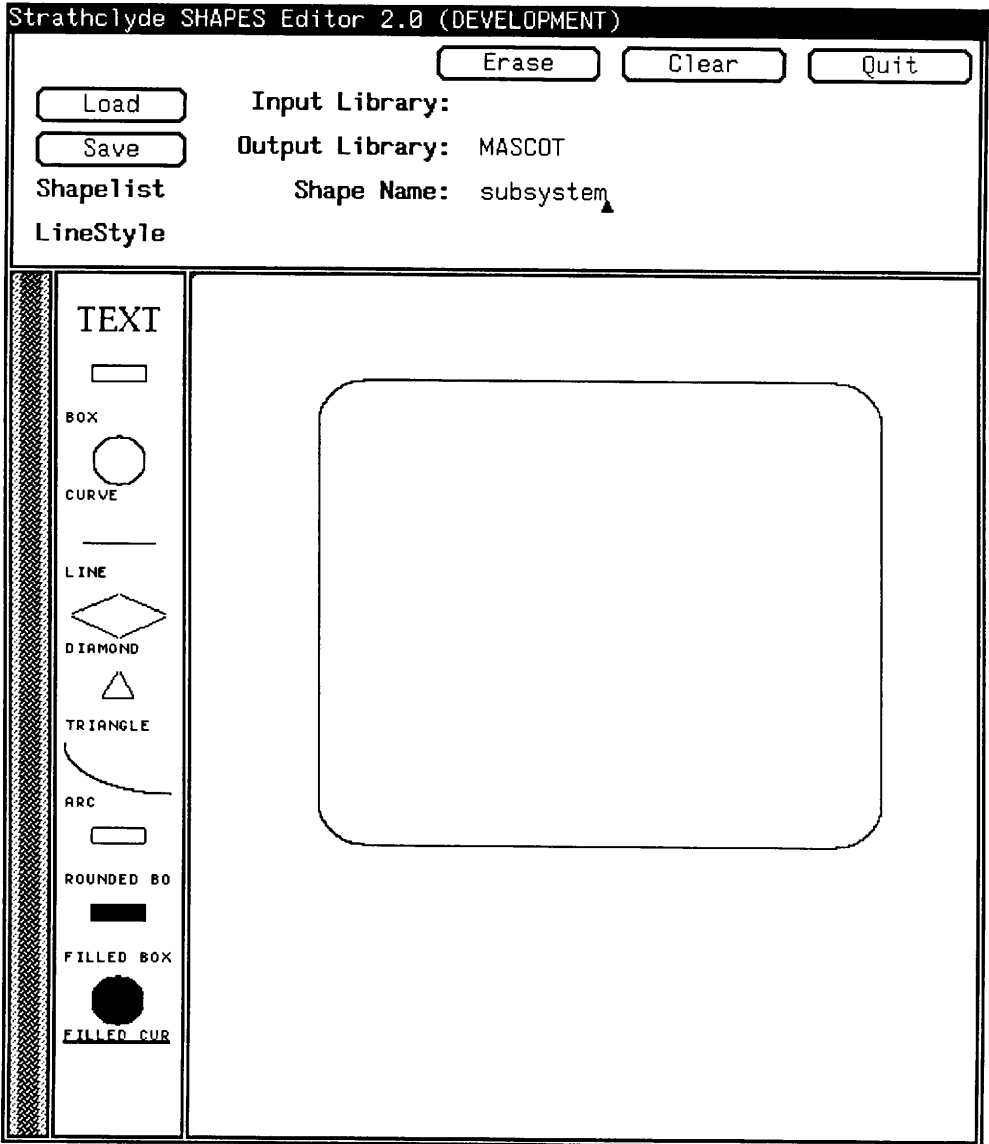 Strathclyde SHAPES Editor 2.0 (DEVELOPMENT)
Erase Clear Quit
Load Input Library:
Save Output Library: MASCOT
Shapelist Shape Name: subsystem
LineStyle
TEXT
BOX
CURVE
LINE
DIAMOND
TRIANGLE
ARC
ROUNDED BO
FILLED BOX
FILLED CUR